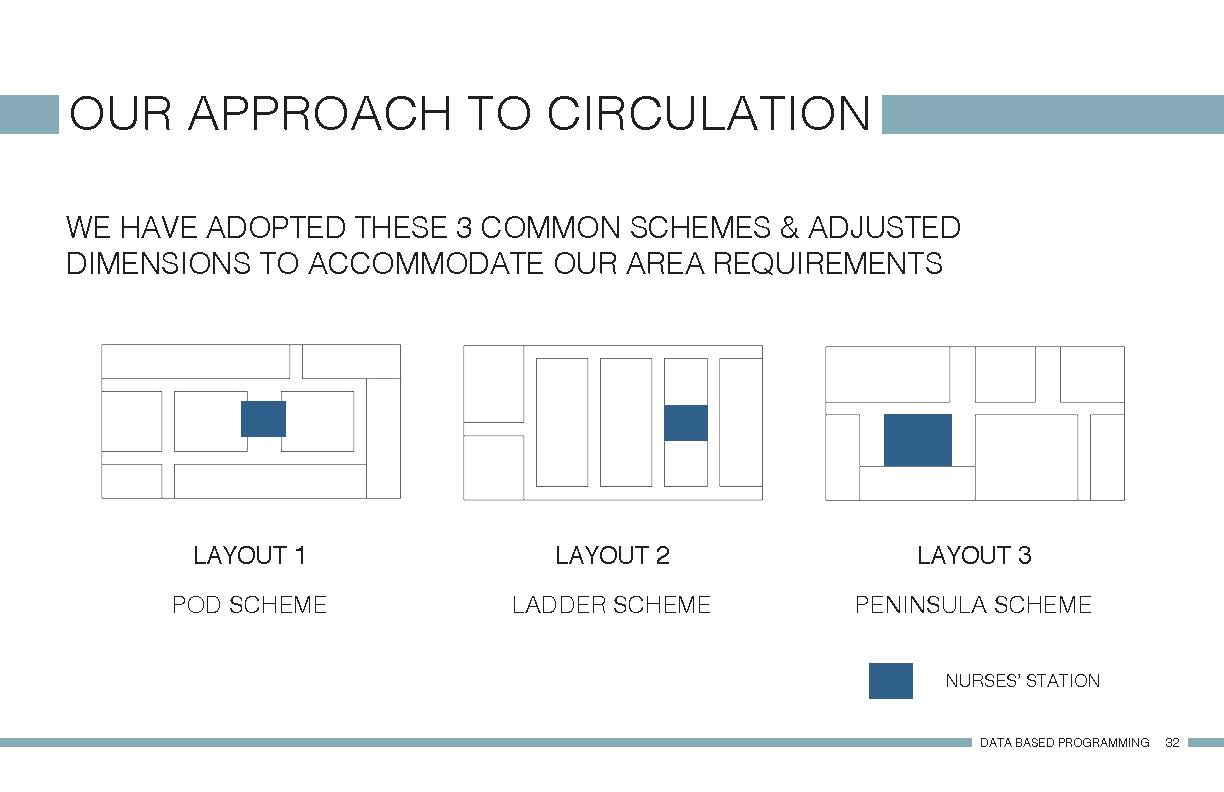 OUR APPROACH TO CIRCULATION
WE HAVE ADOPTED THESE 3 COMMON SCHEMES & ADJUSTED
DIMENSIONS TO ACCOMMODATE OUR AREA REQUIREMENTS
LAYOUT 1
POD SCHEME
LAYOUT 2
LADDER SCHEME
LAYOUT 3
PENINSULA SCHEME
NURSES’ STATION
DATA BASED PROGRAMMING 32